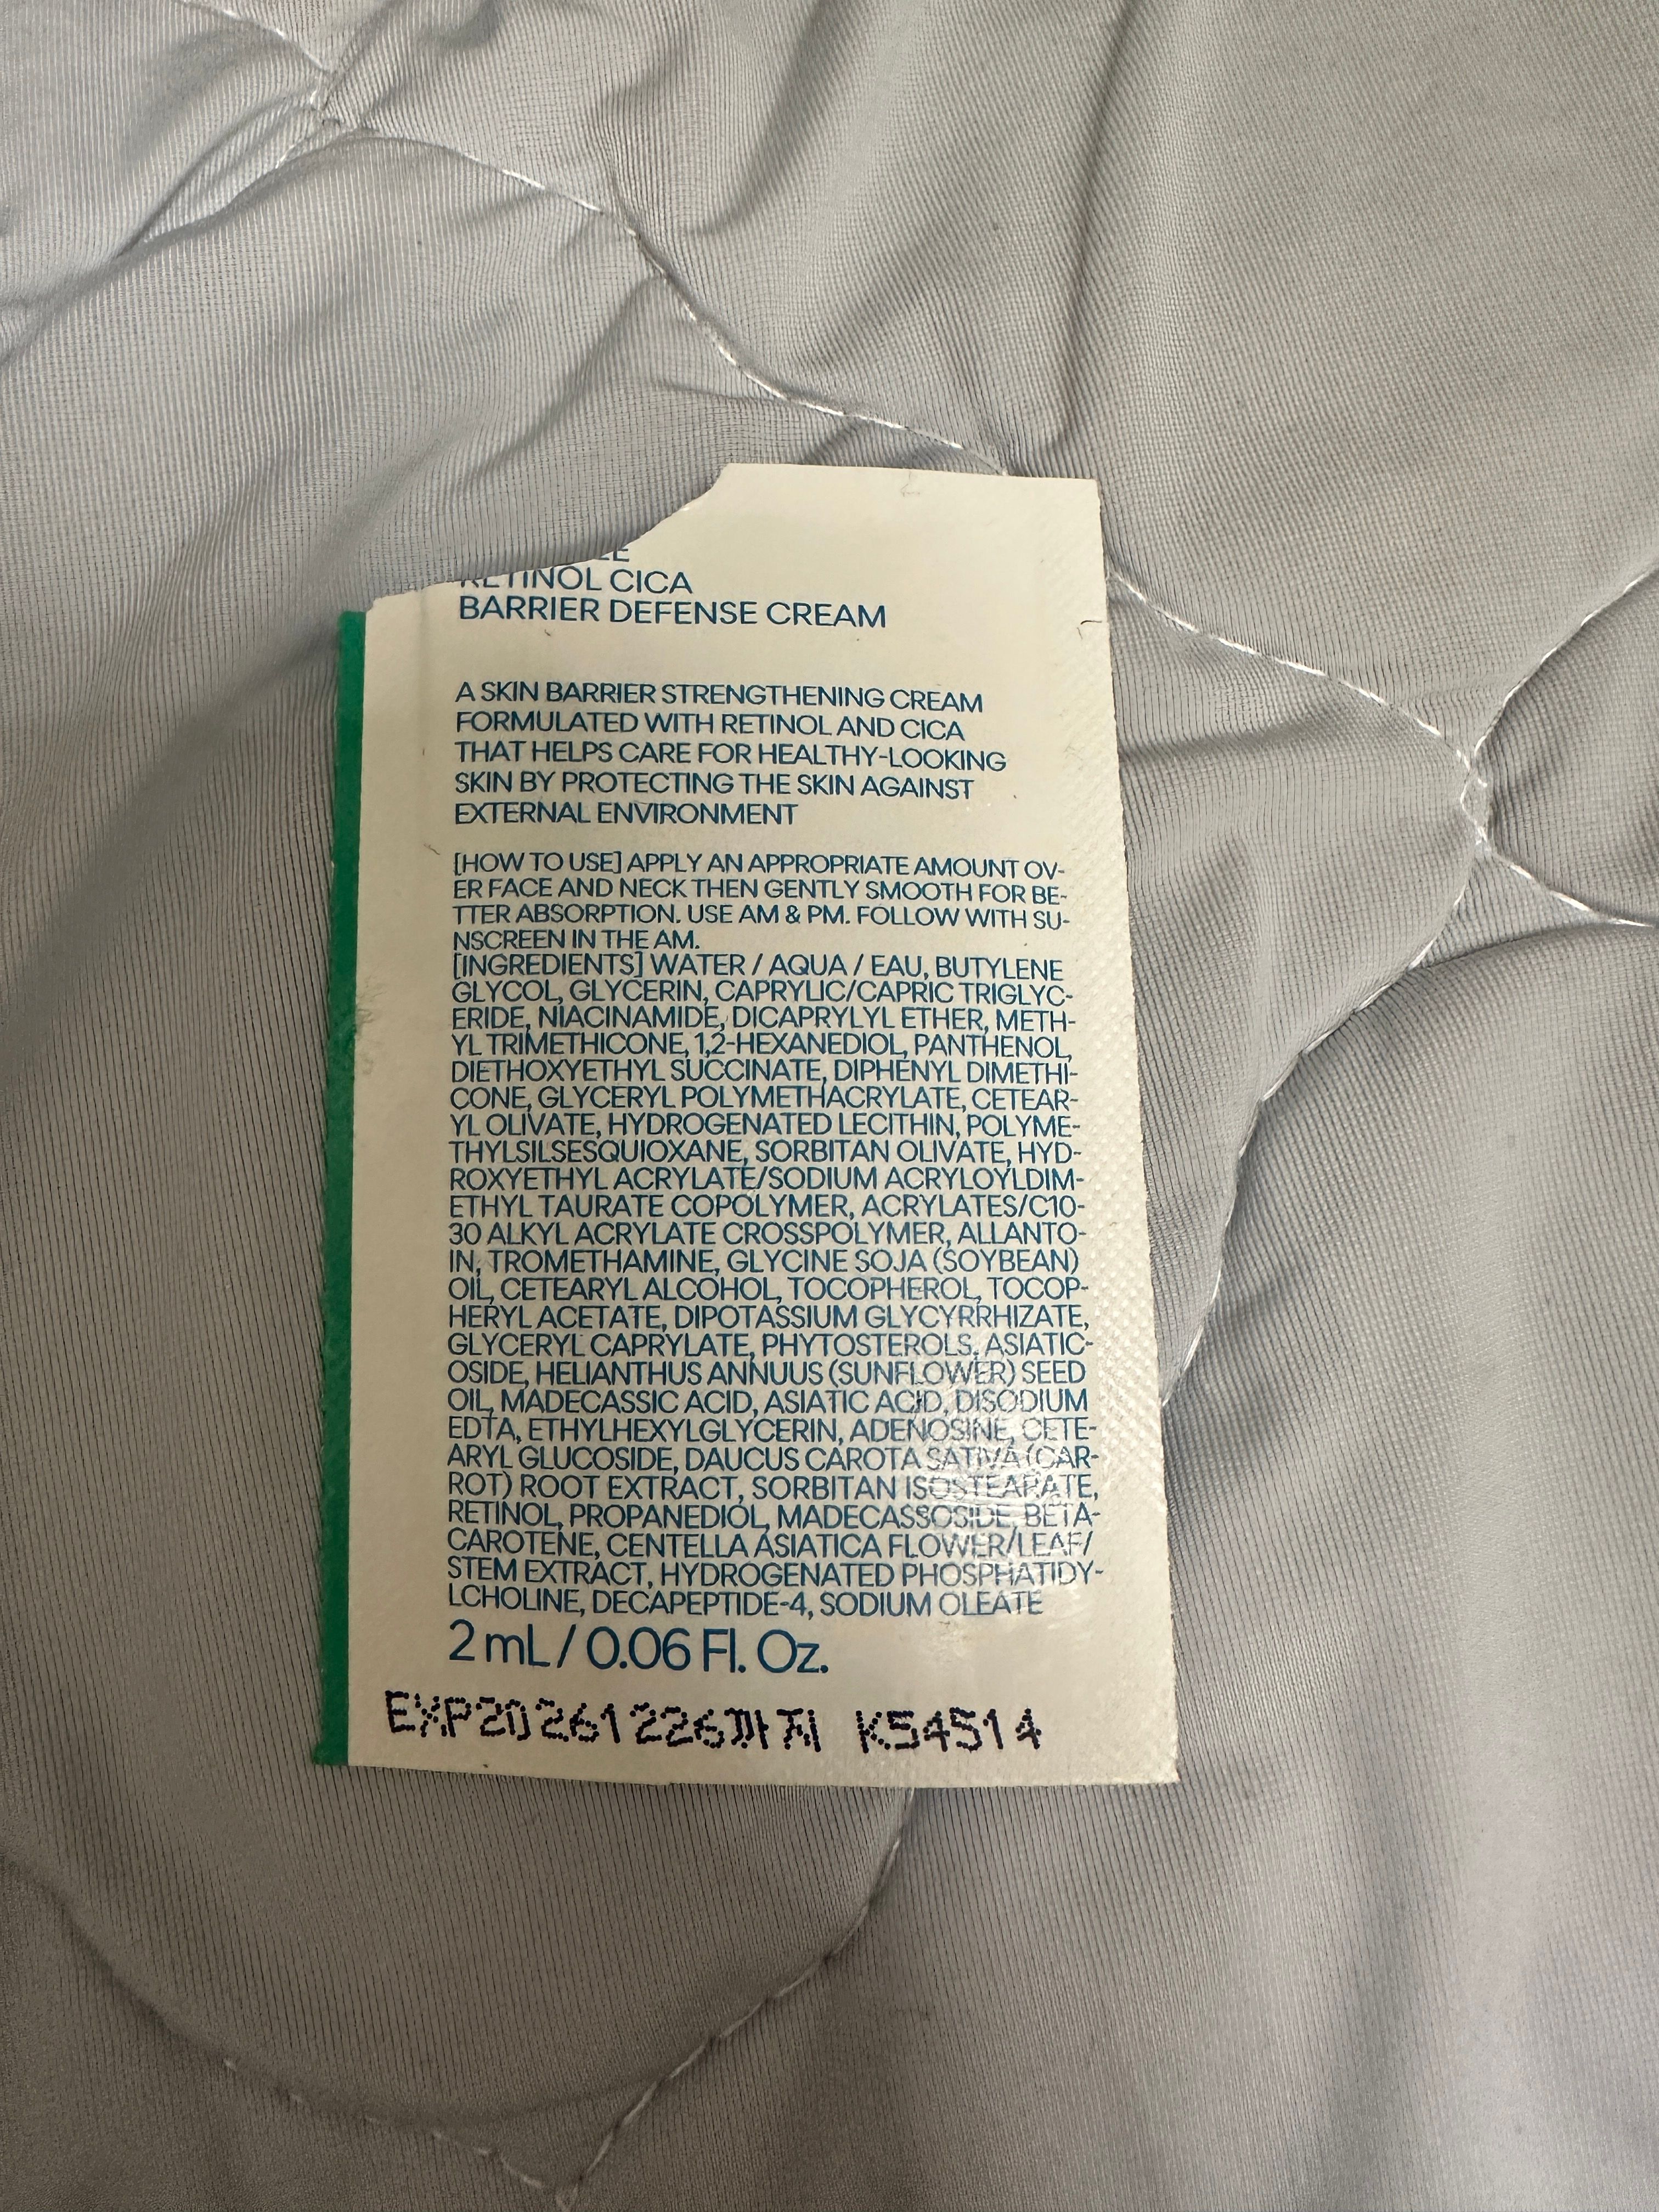 RETINOL CICA
BARRIER DEFENSE CREAM
A SKIN BARRIER STRENGTHENING CREAM
FORMULATED WITH RETINOL AND CICA
THAT HELPS CARE FOR HEALTHY-LOOKING
SKIN BY PROTECTING THE SKIN AGAINST
EXTERNAL ENVIRONMENT
[HOW TO USE] APPLY AN APPROPRIATE AMOUNT OV-
ER FACE AND NECK THEN GENTLY SMOOTH FOR BE-
TTER ABSORPTION. USE AM & PM. FOLLOW WITH SU-
NSCREEN IN THE AM.
[INGREDIENTS] WATER / AQUA / EAU, BUTYLENE
GLYCOL, GLYCERIN, CAPRYLIC/CAPRIC TRIGLYC-
ERIDE, NIACINAMIDE, DICAPRYLYL ETHER, METH-
YL TRIMETHICONE, 1,2-HEXANEDIOL, PANTHENOL,
DIETHOXYETHYL SUCCINATE, DIPHENYL DIMETHI-
CONE, GLYCERYL POLYMETHACRYLATE, CETEAR-
YL OLIVATE, HYDROGENATED LECITHIN, POLYME-
THYLSILSESQUIOXANE, SORBITAN OLIVATE, HYD-
ROXYETHYL ACRYLATE/SODIUM ACRYLOYLDIM-
ETHYL TAURATE COPOLYMER, ACRYLATES/C10-
30 ALKYL ACRYLATE CROSSPOLYMER, ALLANTO-
IN, TROMETHAMINE, GLYCINE SOJA (SOYBEAN)
OIL, CETEARYL ALCOHOL, TOCOPHEROL, TOCOP-
HERYL ACETATE, DIPOTASSIUM GLYCYRRHIZATE,
GLYCERYL CAPRYLATE, PHYTOSTEROLS, ASIATIC-
OSIDE, HELIANTHUS ANNUUS (SUNFLOWER) SEED
OIL, MADECASSIC ACID, ASIATIC ACID, DISODIUM
EDTA, ETHYLHEXYLGLYCERIN, ADENOSINE, CETE-
ARYL GLUCOSIDE, DAUCUS CAROTA SATIVA (CAR-
ROT) ROOT EXTRACT, SORBITAN ISOSTEARATE,
RETINOL, PROPANEDIOL, MADECASSOSIDE, BETA-
CAROTENE, CENTELLA ASIATICA FLOWER/LEAF/
STEM EXTRACT, HYDROGENATED PHOSPHATIDY-
LCHOLINE, DECAPEPTIDE-4, SODIUM OLEATE
2 mL / 0.06 Fl. Oz.
EXP20261226까지 K54514